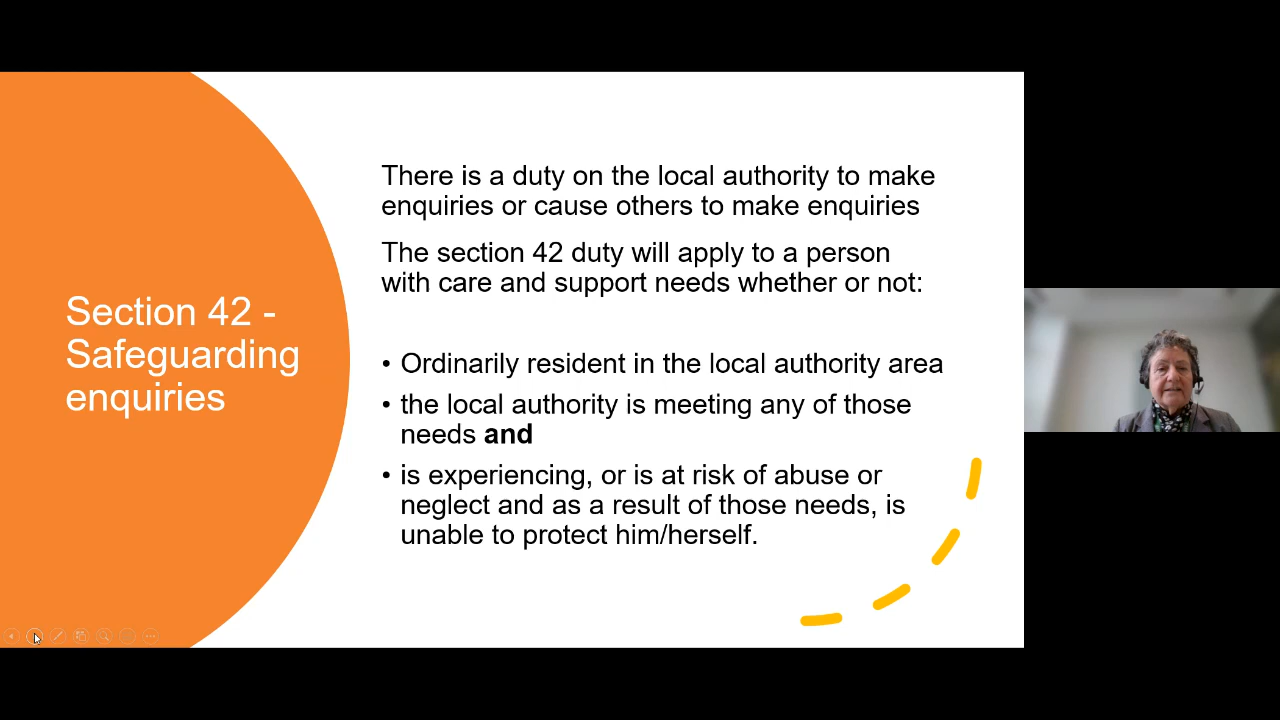 Section 42 -
Safeguarding
enquiries
There is a duty on the local authority to make
enquiries or cause others to make enquiries
The section 42 duty will apply to a person
with care and support needs whether or not:
• Ordinarily resident in the local authority area
• the local authority is meeting any of those
needs and
• is experiencing, or is at risk of abuse or
neglect and as a result of those needs, is
unable to protect him/herself.